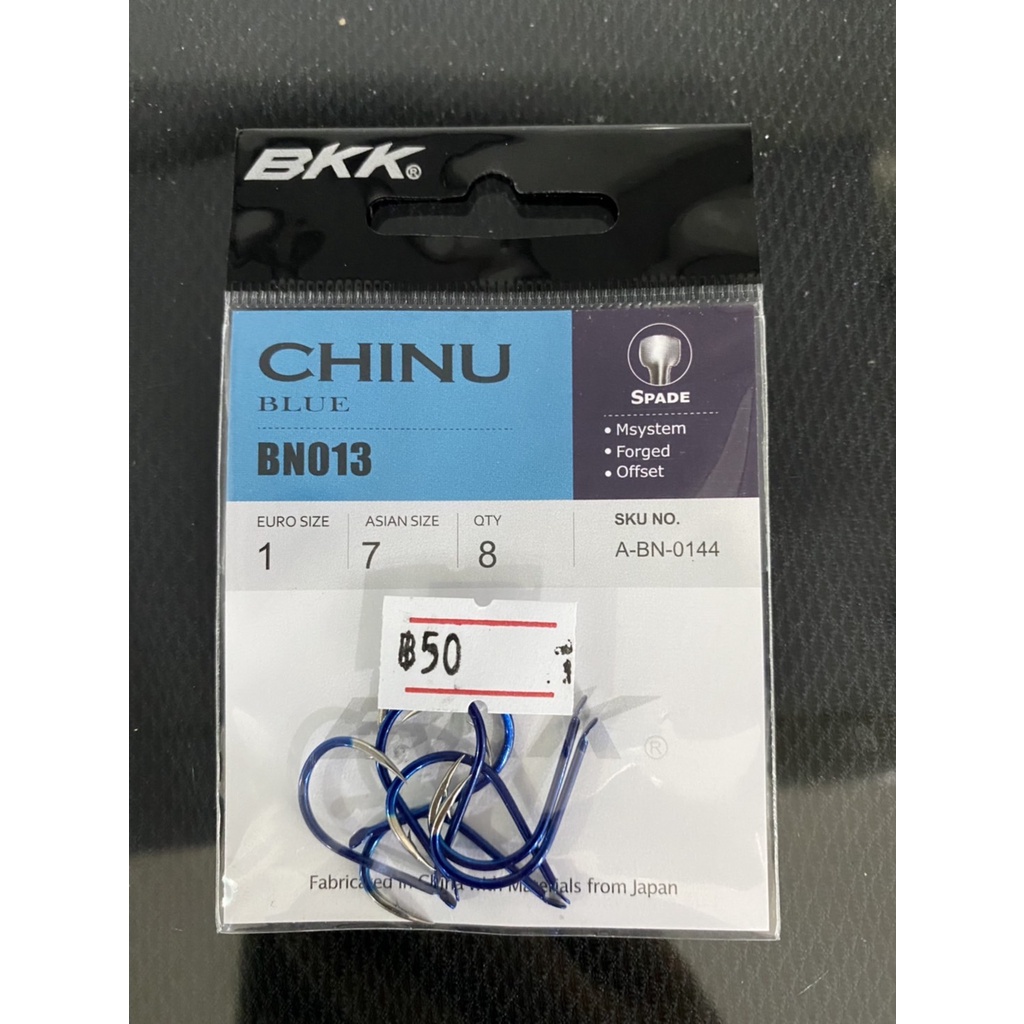 BKK®
CHINU
BLUE
BN013
SPADE
• Msystem
• Forged
• Offset
EURO SIZE
1
ASIAN SIZE
7
QTY
8
SKU NO.
A-BN-0144
฿50
BKK®
Fabricated in China with Materials from Japan